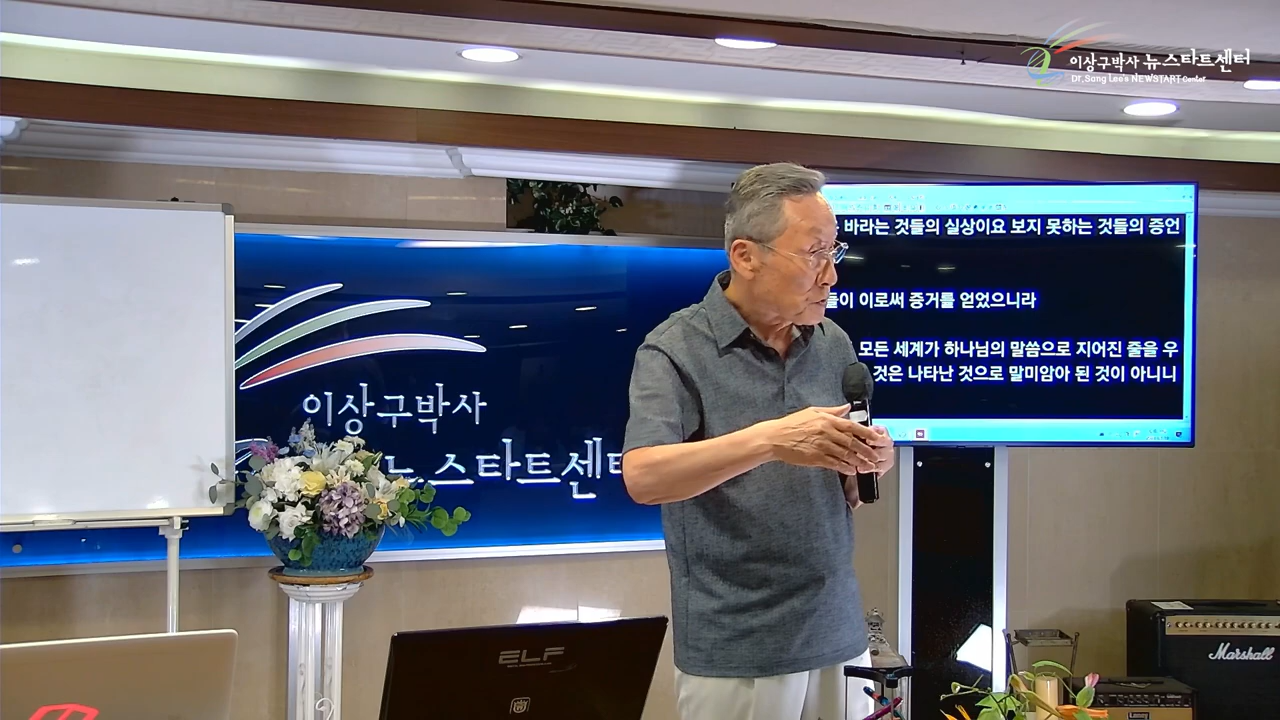 이상구박사 뉴스타트센터
Dr. Sang Lee's NEWSTART Center
바라는 것들의 실상이요 보지 못하는 것들의 증언
들이 이로써 증거를 얻었으니라
모든 세계가 하나님의 말씀으로 지어진 줄을 우
것은 나타난 것으로 말미암아 된 것이 아니니
이상구박사
뉴스타트센터
ELF
Marshall
Laney